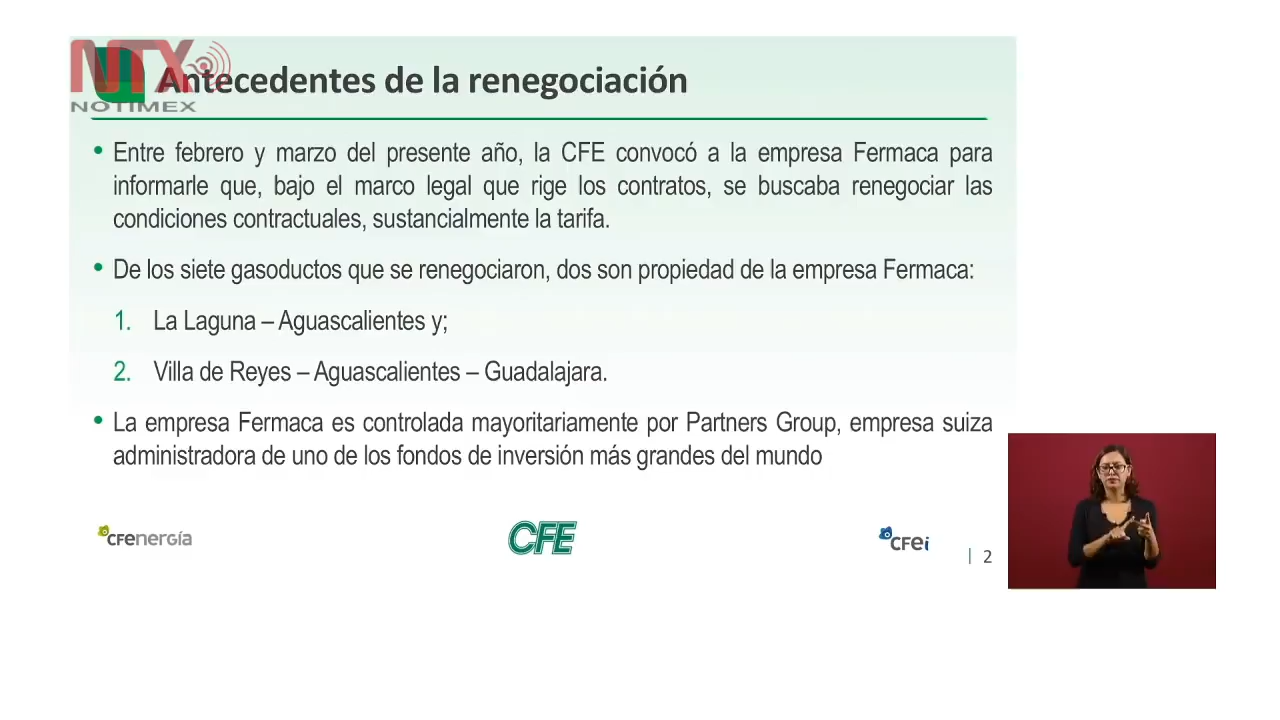 NTX
NOTIMEX
Antecedentes de la renegociación
• Entre febrero y marzo del presente año, la CFE convocó a la empresa Fermaca para
informarle que, bajo el marco legal que rige los contratos, se buscaba renegociar las
condiciones contractuales, sustancialmente la tarifa.
• De los siete gasoductos que se renegociaron, dos son propiedad de la empresa Fermaca:
1. La Laguna – Aguascalientes y;
2. Villa de Reyes – Aguascalientes – Guadalajara.
• La empresa Fermaca es controlada mayoritariamente por Partners Group, empresa suiza
administradora de uno de los fondos de inversión más grandes del mundo
CFEnergía
CFE
CFEi
| 2